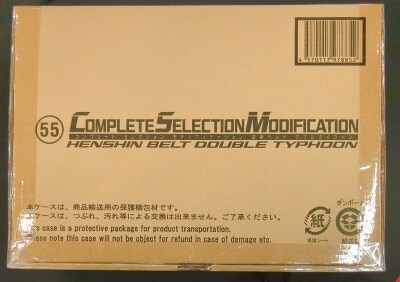 55 COMPLETE SELECTION MODIFICATION
HENSHIN BELT DOUBLE TYPHOON
本ケースは、商品輸送用の保護梱包材です。
本ケースは、つぶれ、汚れ等による交換は出来ません。ご了承ください。
This case is a protective package for product transportation.
Please note this case will not be object for refund in case of damage etc.
紙
ダンボール